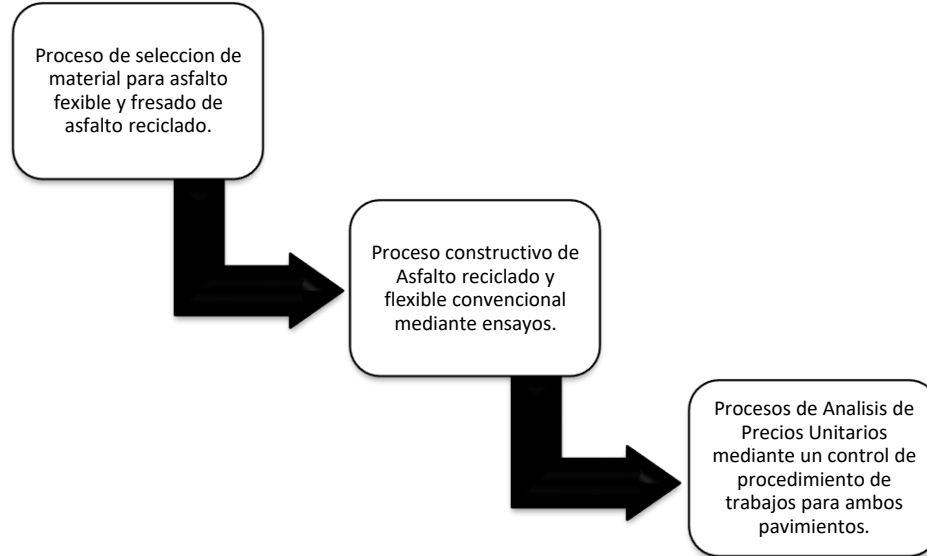 Proceso de seleccion de
material para asfalto
fexible y fresado de
asfalto reciclado.
Proceso constructivo de
Asfalto reciclado y
flexible convencional
mediante ensayos.
Procesos de Analisis de
Precios Unitarios
mediante un control de
procedimiento de
trabajos para ambos
pavimientos.